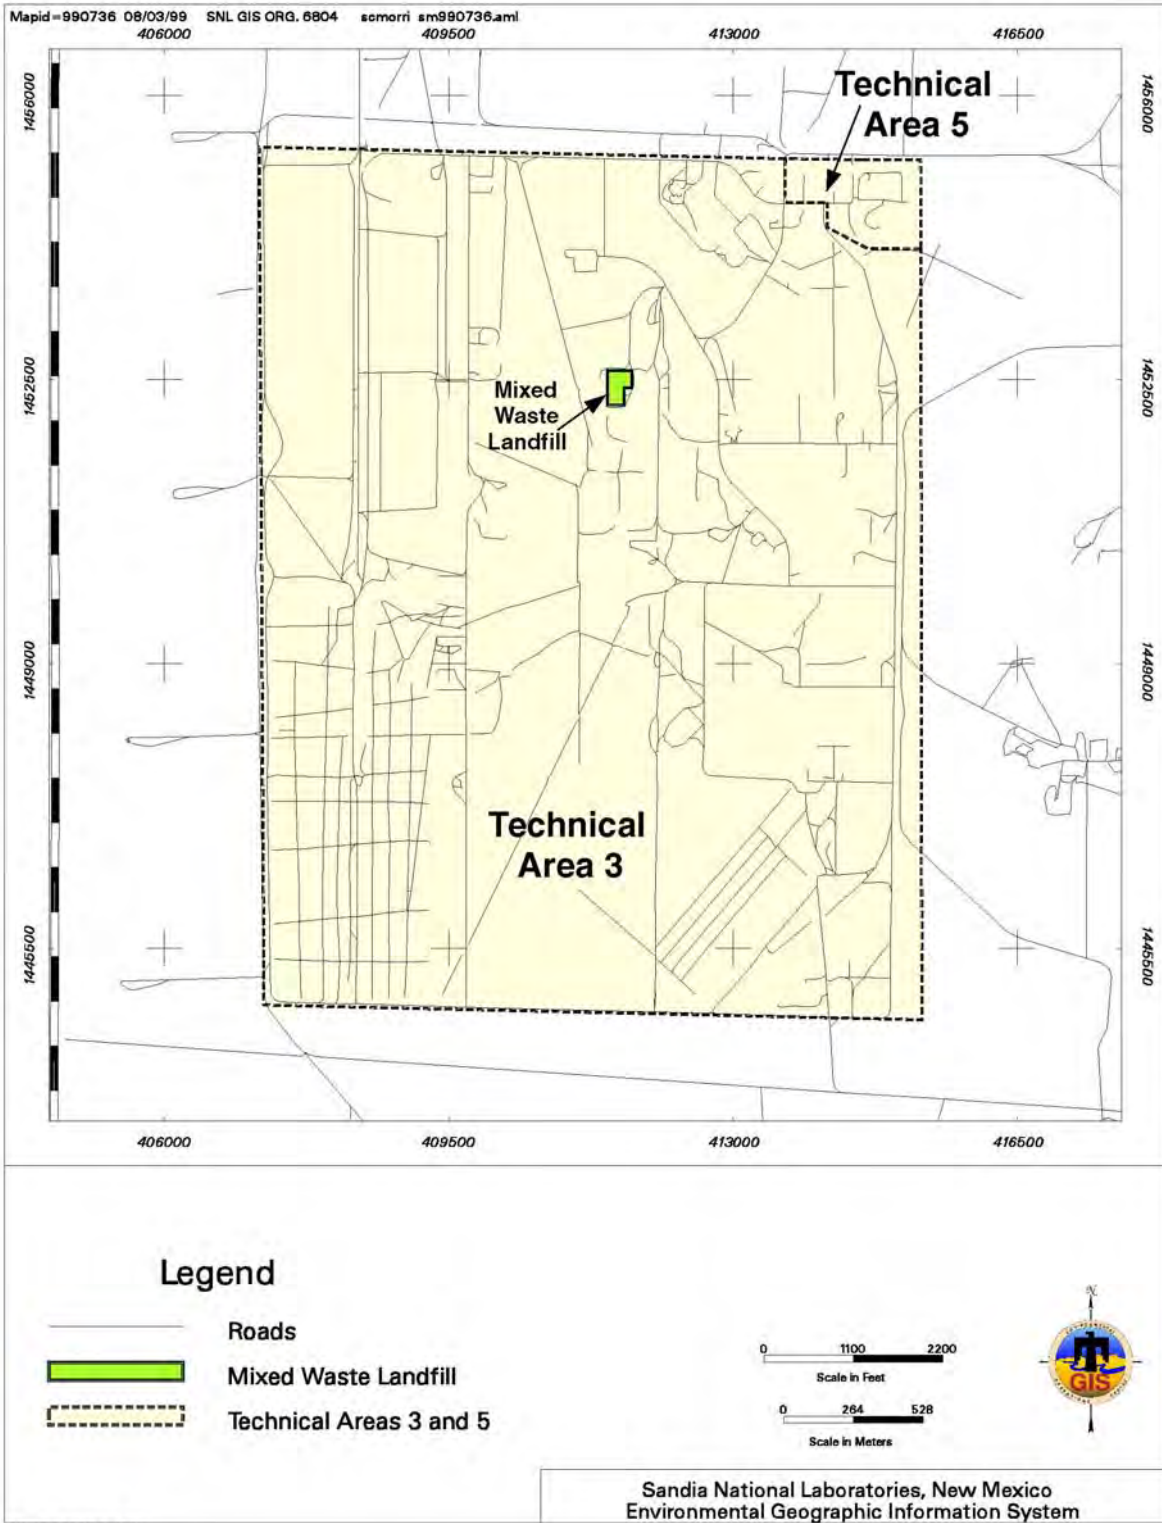 Mapid=990736 08/03/99 SNL GIS ORG. 6804 scmorri sm990736.aml
406000 409500 413000 416500
1456000
1456000
Technical
Area 5
1452500
1452500
Mixed
Waste
Landfill
1449000
1449000
Technical
Area 3
1445500
1445500
406000 409500 413000 416500
Legend
Roads
Mixed Waste Landfill
Technical Areas 3 and 5
0 1100 2200
Scale in Feet
0 264 528
Scale in Meters
N
GIS
Sandia National Laboratories, New Mexico
Environmental Geographic Information System